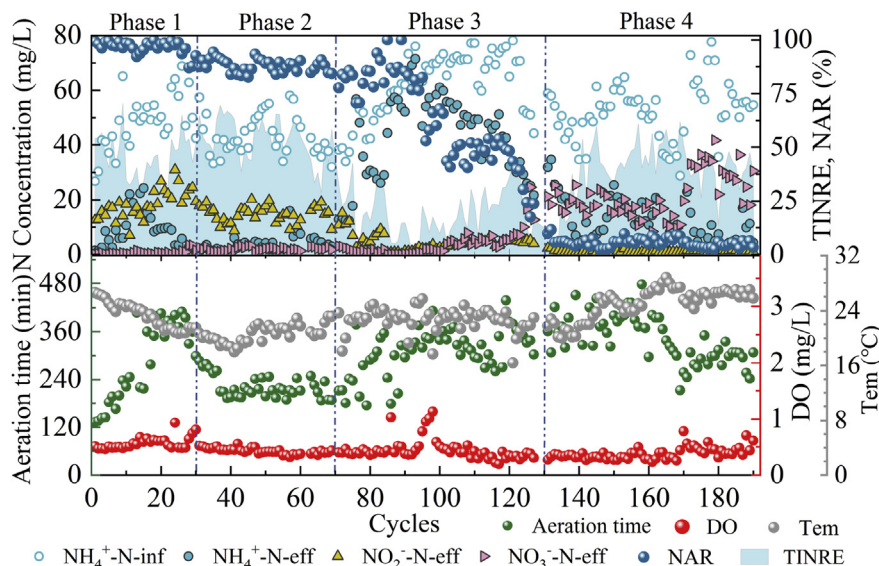 Phase 1 Phase 2 Phase 3 Phase 4
80 100
60 75
40 50
20 25
0 0
N Concentration (mg/L)
TINRE, NAR (%)
480 3 32
360 24
240 2 16
120 1 8
0 0 0
Aeration time (min)
DO (mg/L)
Tem (℃)
0 20 40 60 80 100 120 140 160 180
Cycles
Aeration time DO Tem
NH₄⁺-N-inf NH₄⁺-N-eff NO₂⁻-N-eff NO₃⁻-N-eff NAR TINRE